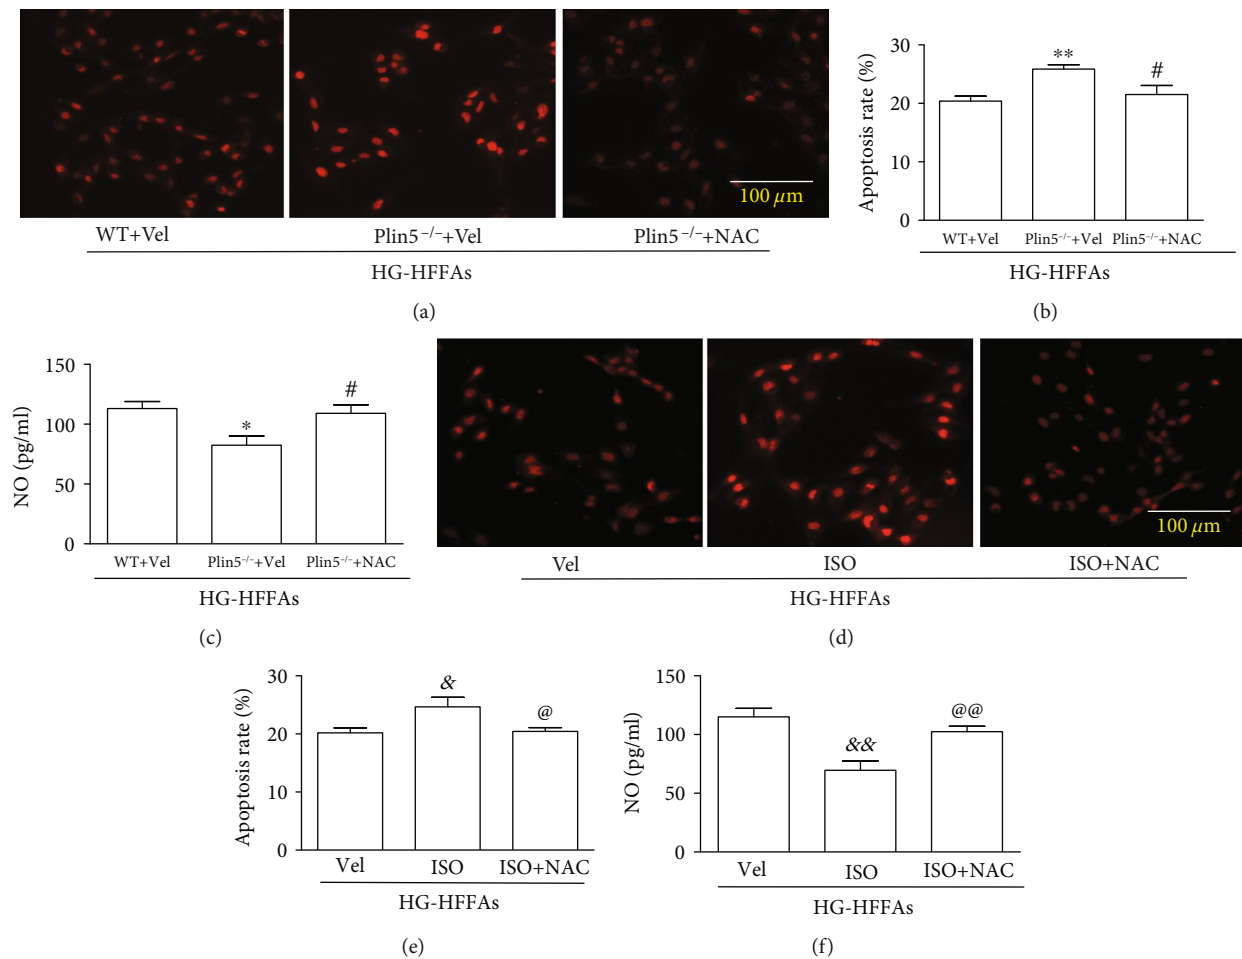 100 μm
WT+Vel Plin5⁻/⁻+Vel Plin5⁻/⁻+NAC
HG-HFFAs
(a)
Apoptosis rate (%)
30
20
10
0
**
#
WT+Vel Plin5⁻/⁻+Vel Plin5⁻/⁻+NAC
HG-HFFAs
(b)
NO (pg/ml)
150
100
50
0
*
#
WT+Vel Plin5⁻/⁻+Vel Plin5⁻/⁻+NAC
HG-HFFAs
(c)
100 μm
Vel ISO ISO+NAC
HG-HFFAs
(d)
Apoptosis rate (%)
30
20
10
0
&
@
Vel ISO ISO+NAC
HG-HFFAs
(e)
NO (pg/ml)
150
100
50
0
&&
@@
Vel ISO ISO+NAC
HG-HFFAs
(f)